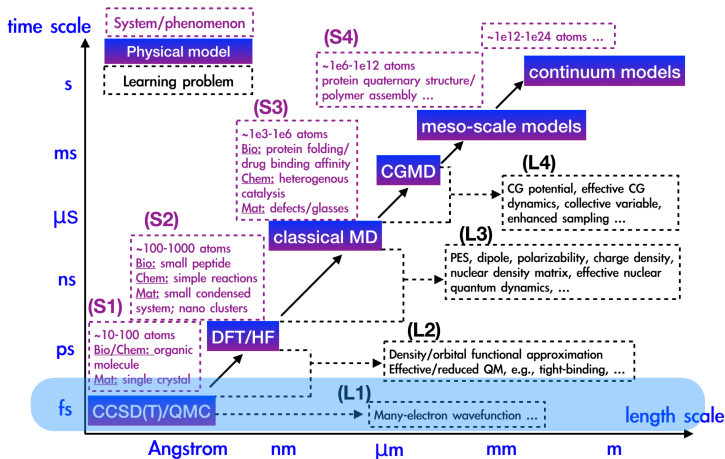 time scale
System/phenomenon
Physical model
Learning problem
(S4)
~1e12-1e24 atoms ...
~1e6-1e12 atoms
protein quaternary structure/
polymer assembly ...
continuum models
s
(S3)
meso-scale models
~1e3-1e6 atoms
Bio: protein folding/
drug binding affinity
Chem: heterogenous
catalysis
Mat: defects/glasses
ms
CGMD
(L4)
CG potential, effective CG
dynamics, collective variable,
enhanced sampling ...
μs
(S2)
classical MD
~100-1000 atoms
Bio: small peptide
Chem: simple reactions
Mat: small condensed
system; nano clusters
(L3)
PES, dipole, polarizability, charge density,
nuclear density matrix, effective nuclear
quantum dynamics, ...
ns
(S1)
DFT/HF
~10-100 atoms
Bio/Chem: organic
molecule
Mat: single crystal
(L2)
Density/orbital functional approximation
Effective/reduced QM, e.g., tight-binding, ...
ps
(L1)
fs
CCSD(T)/QMC
Many-electron wavefunction ...
length scale
Angstrom
nm
μm
mm
m